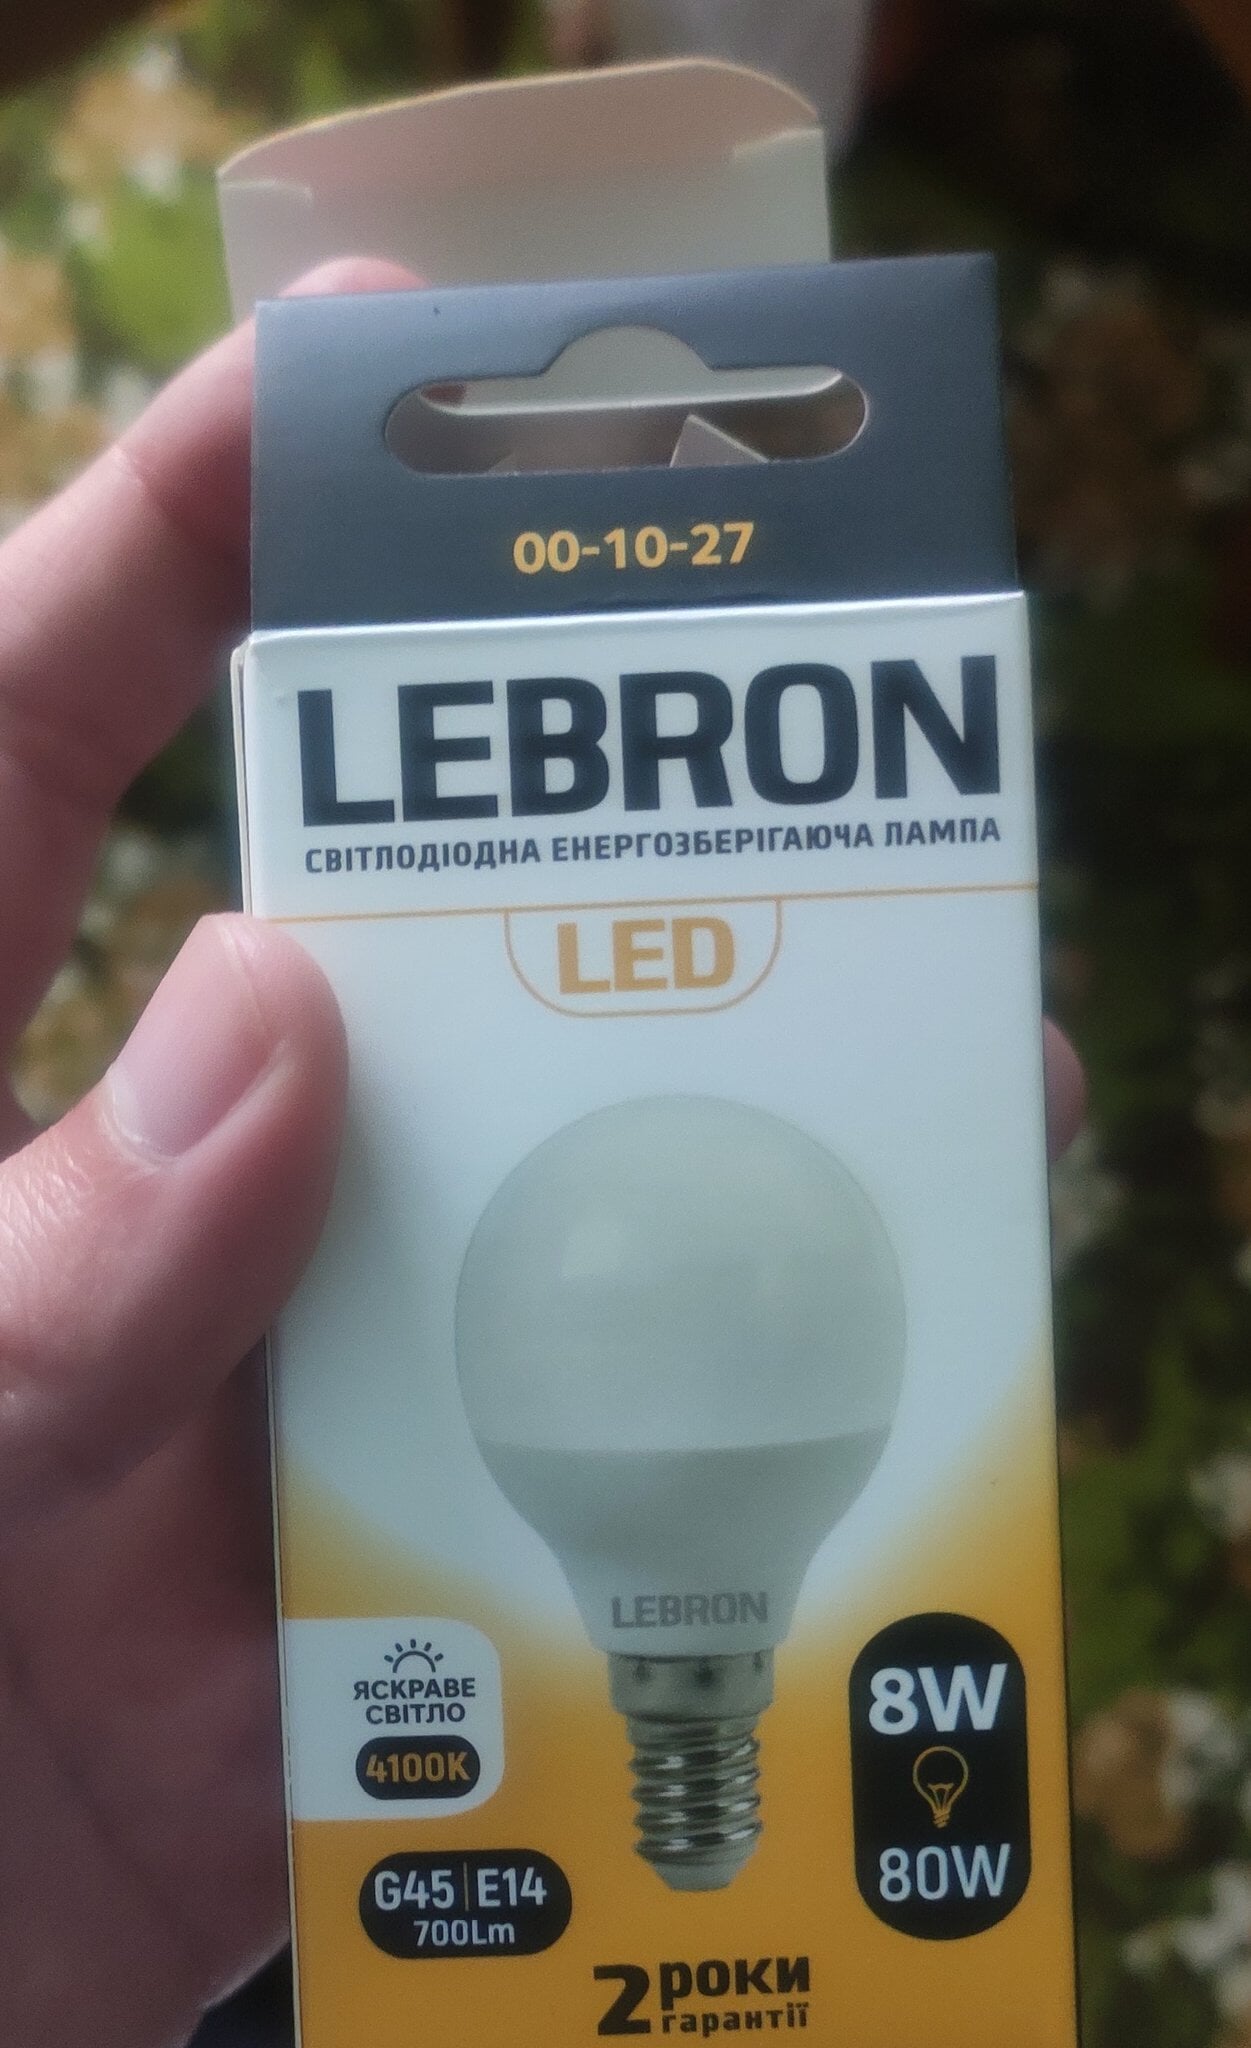 00-10-27
LEBRON
СВІТЛОДІОДНА ЕНЕРГОЗБЕРІГАЮЧА ЛАМПА
LED
LEBRON
ЯСКРАВЕ
СВІТЛО
4100K
8W
80W
G45 | E14
700Lm
2 роки
гарантії